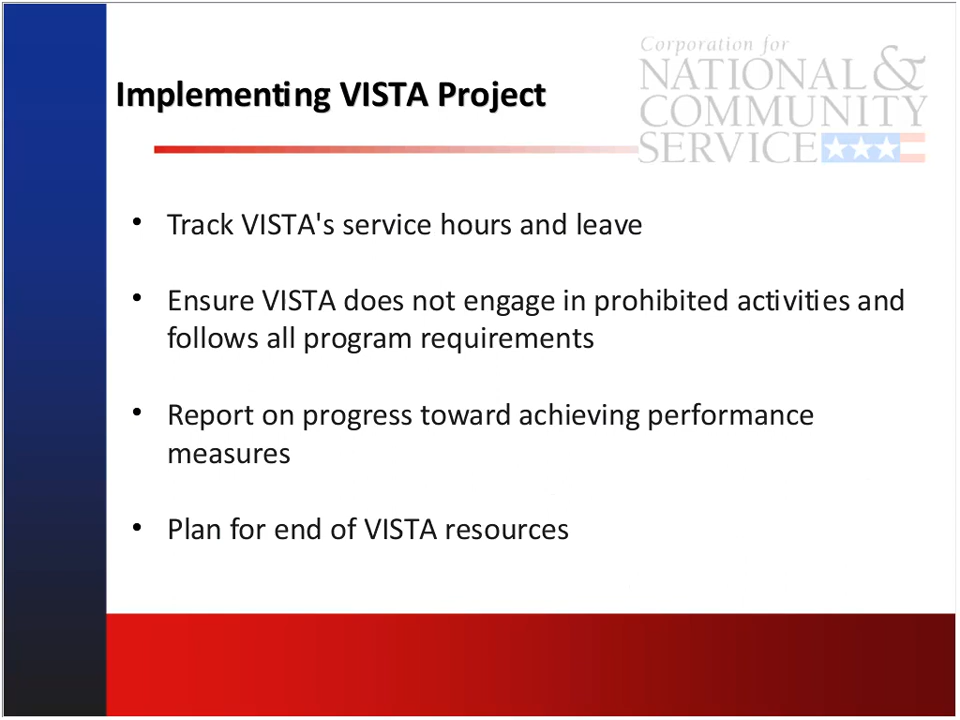 Corporation for
NATIONAL &
COMMUNITY
SERVICE
Implementing VISTA Project
• Track VISTA's service hours and leave
• Ensure VISTA does not engage in prohibited activities and
follows all program requirements
• Report on progress toward achieving performance
measures
• Plan for end of VISTA resources